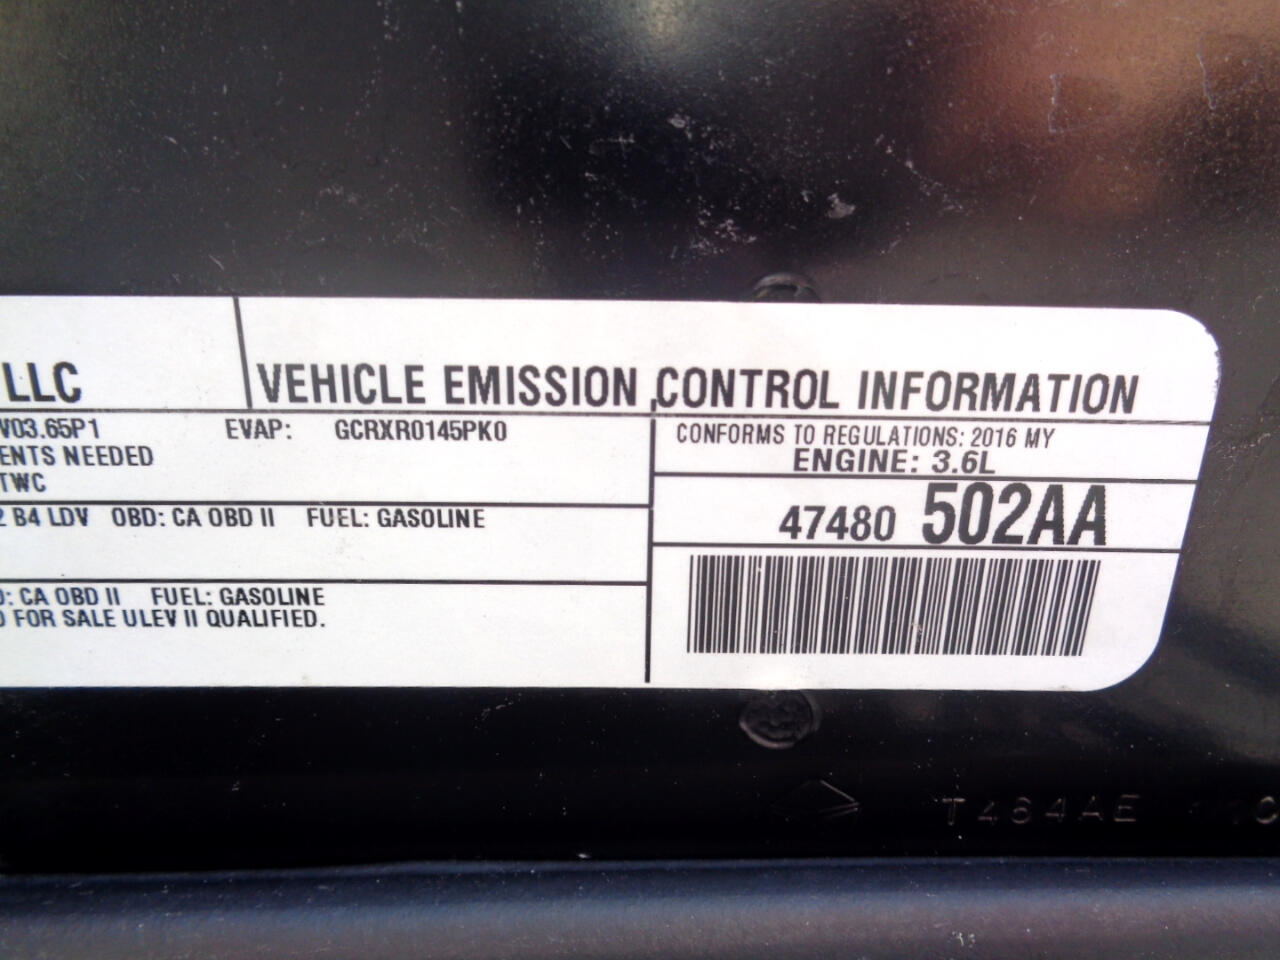 LLC VEHICLE EMISSION CONTROL INFORMATION
V03.65P1 EVAP: GCRXR0145PK0
ENTS NEEDED
TWC
2 B4 LDV OBD: CA OBD II FUEL: GASOLINE
D: CA OBD II FUEL: GASOLINE
D FOR SALE ULEV II QUALIFIED.
CONFORMS TO REGULATIONS: 2016 MY
ENGINE: 3.6L
47480 502AA
T464AE